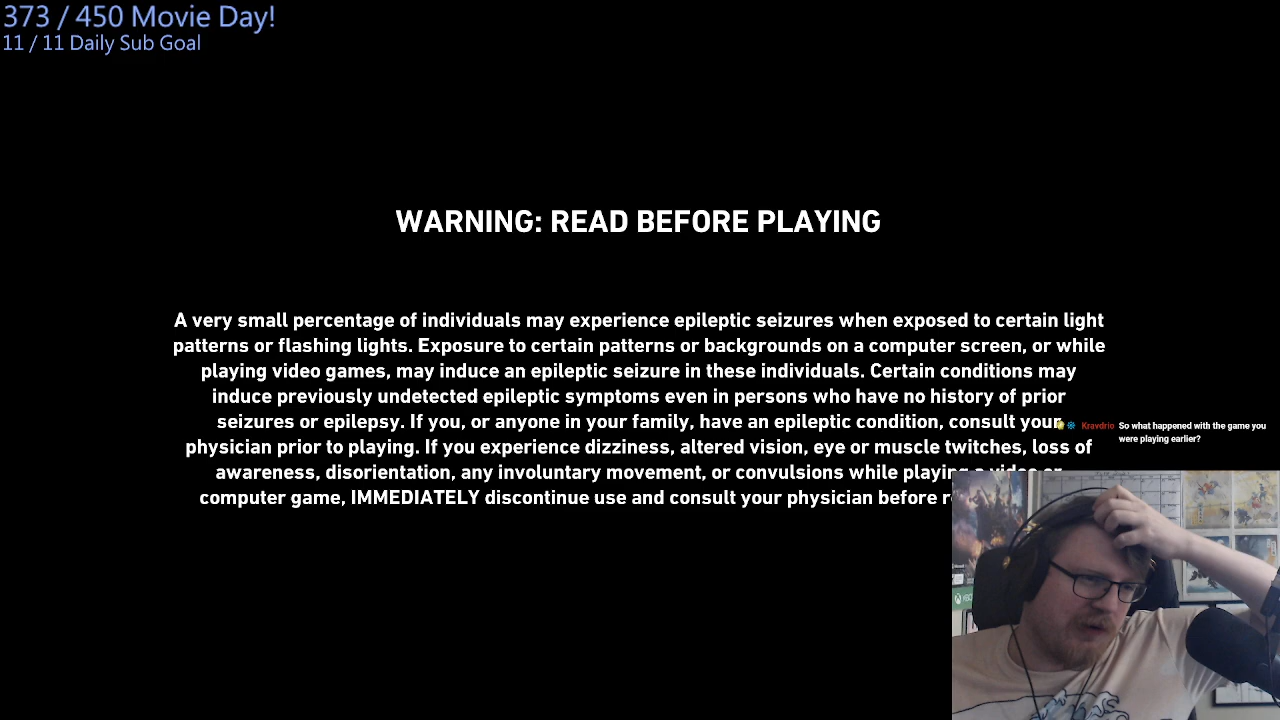 373 / 450 Movie Day!
11 / 11 Daily Sub Goal
WARNING: READ BEFORE PLAYING
A very small percentage of individuals may experience epileptic seizures when exposed to certain light
patterns or flashing lights. Exposure to certain patterns or backgrounds on a computer screen, or while
playing video games, may induce an epileptic seizure in these individuals. Certain conditions may
induce previously undetected epileptic symptoms even in persons who have no history of prior
seizures or epilepsy. If you, or anyone in your family, have an epileptic condition, consult your
physician prior to playing. If you experience dizziness, altered vision, eye or muscle twitches, loss of
awareness, disorientation, any involuntary movement, or convulsions while playing a video or
computer game, IMMEDIATELY discontinue use and consult your physician before
Kravdrio So what happened with the game you
were playing earlier?